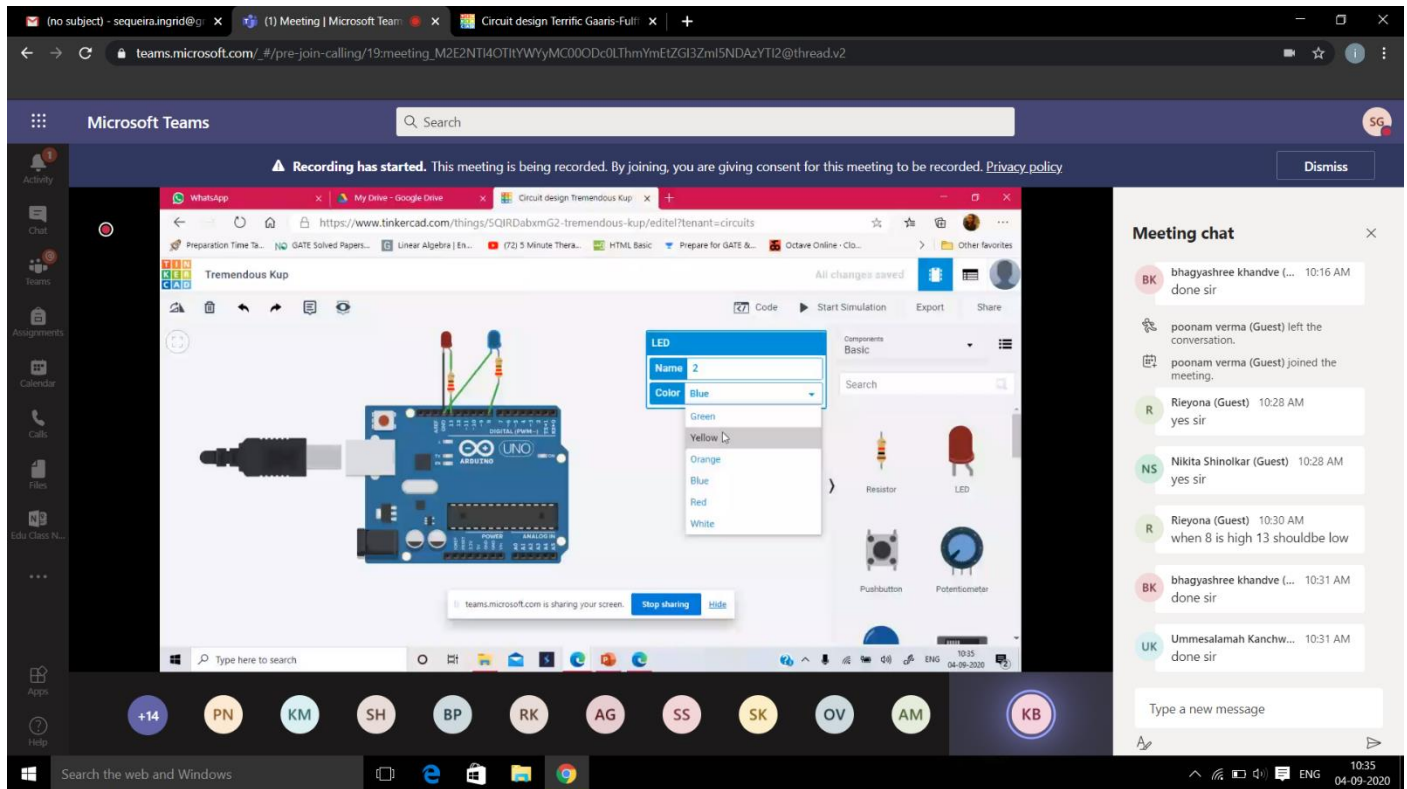 (no subject) - sequeira.ingrid@g
(1) Meeting | Microsoft Team
Circuit design Terrific Gaaris-Fulf
teams.microsoft.com/_#/pre-join-calling/19:meeting_M2E2NTI4OTItYWYyMC00ODc0LThmYmEtZGI3ZmI5NDAzYTI2@thread.v2
Microsoft Teams
Search
SG
Recording has started. This meeting is being recorded. By joining, you are giving consent for this meeting to be recorded. Privacy policy
Dismiss
1
Activity
Chat
Teams
Assignments
Calendar
Calls
Files
Edu Class N...
Apps
Help
WhatsApp
My Drive - Google Drive
Circuit design Tremendous Kup
https://www.tinkercad.com/things/5QIRDabxmG2-tremendous-kup/editel?tenant=circuits
Preparation Time Ta...
GATE Solved Papers...
Linear Algebra | En...
(72) 5 Minute Thera...
HTML Basic
Prepare for GATE &...
Octave Online · Clo...
Other favorites
TIN
KER
CAD
Tremendous Kup
All changes saved
Code
Start Simulation
Export
Share
LED
Name 2
Color Blue
Green
Yellow
Orange
Blue
Red
White
Components
Basic
Search
Resistor
LED
Pushbutton
Potentiometer
DIGITAL (PWM~)
UNO
ARDUINO
POWER
ANALOG IN
teams.microsoft.com is sharing your screen.
Stop sharing
Hide
Type here to search
ENG
10:35
04-09-2020
2
+14
PN
KM
SH
BP
RK
AG
SS
SK
OV
AM
KB
Meeting chat
BK
bhagyashree khandve (... 10:16 AM
done sir
poonam verma (Guest) left the
conversation.
poonam verma (Guest) joined the
meeting.
R
Rieyona (Guest) 10:28 AM
yes sir
NS
Nikita Shinolkar (Guest) 10:28 AM
yes sir
R
Rieyona (Guest) 10:30 AM
when 8 is high 13 shouldbe low
BK
bhagyashree khandve (... 10:31 AM
done sir
UK
Ummesalamah Kanchw... 10:31 AM
done sir
Type a new message
Search the web and Windows
ENG
10:35
04-09-2020